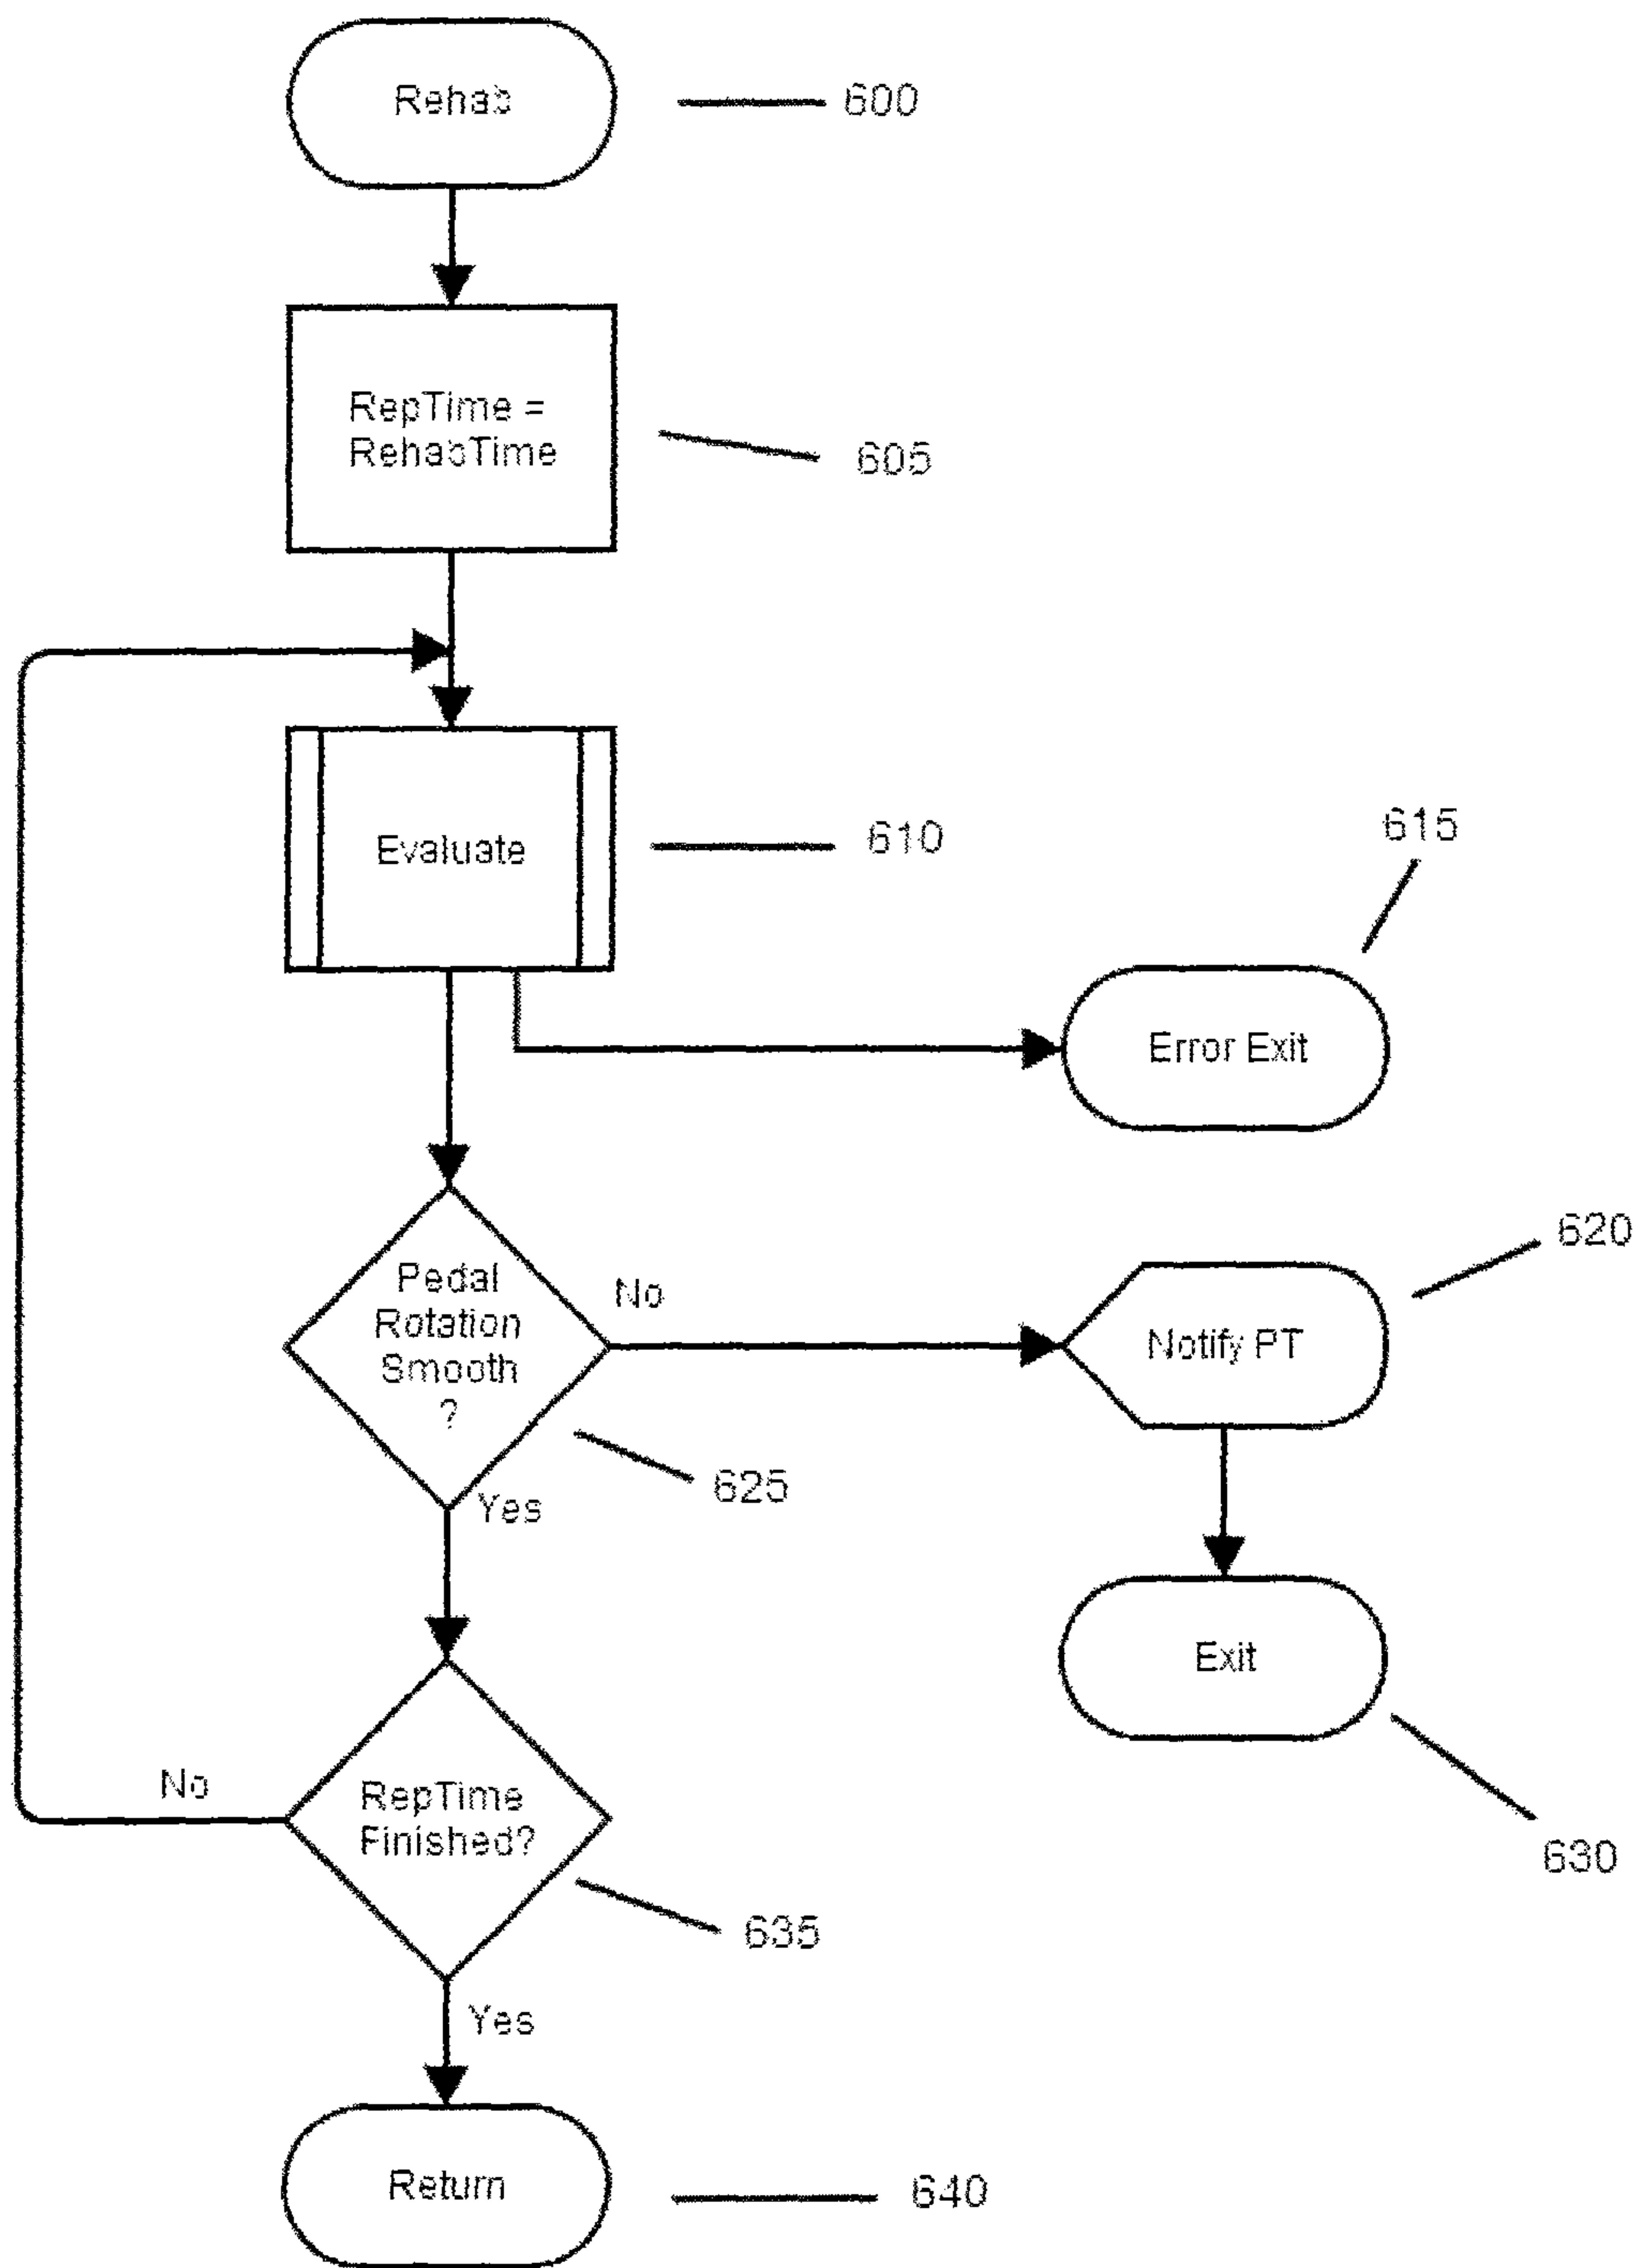 Rehab
600
RepTime =
RehabTime
605
Evaluate
610
615
Error Exit
Pedal
Rotation
Smooth
?
No
620
Notify PT
625
Yes
Exit
630
No
RepTime
Finished?
635
Yes
Return
640